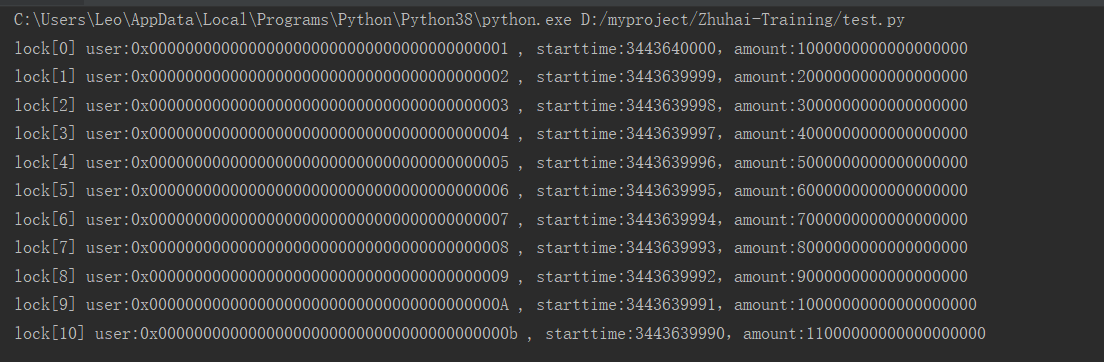 C:\Users\Leo\AppData\Local\Programs\Python\Python38\python.exe D:/myproject/Zhuhai-Training/test.py
lock[0] user:0x0000000000000000000000000000000000000001 , starttime:3443640000, amount:1000000000000000000
lock[1] user:0x0000000000000000000000000000000000000002 , starttime:3443639999, amount:2000000000000000000
lock[2] user:0x0000000000000000000000000000000000000003 , starttime:3443639998, amount:3000000000000000000
lock[3] user:0x0000000000000000000000000000000000000004 , starttime:3443639997, amount:4000000000000000000
lock[4] user:0x0000000000000000000000000000000000000005 , starttime:3443639996, amount:5000000000000000000
lock[5] user:0x0000000000000000000000000000000000000006 , starttime:3443639995, amount:6000000000000000000
lock[6] user:0x0000000000000000000000000000000000000007 , starttime:3443639994, amount:7000000000000000000
lock[7] user:0x0000000000000000000000000000000000000008 , starttime:3443639993, amount:8000000000000000000
lock[8] user:0x0000000000000000000000000000000000000009 , starttime:3443639992, amount:9000000000000000000
lock[9] user:0x000000000000000000000000000000000000000A , starttime:3443639991, amount:10000000000000000000
lock[10] user:0x000000000000000000000000000000000000000b , starttime:3443639990, amount:11000000000000000000